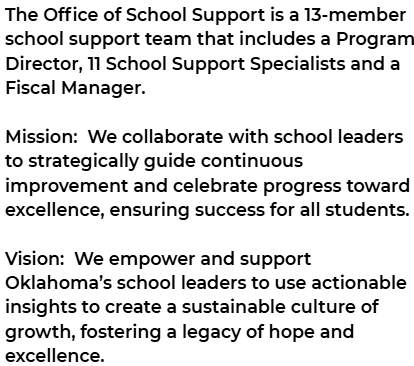 The Office of School Support is a 13-member
school support team that includes a Program
Director, 11 School Support Specialists and a
Fiscal Manager.

Mission:  We collaborate with school leaders
to strategically guide continuous
improvement and celebrate progress toward
excellence, ensuring success for all students.

Vision:  We empower and support
Oklahoma's school leaders to use actionable
insights to create a sustainable culture of
growth, fostering a legacy of hope and
excellence.